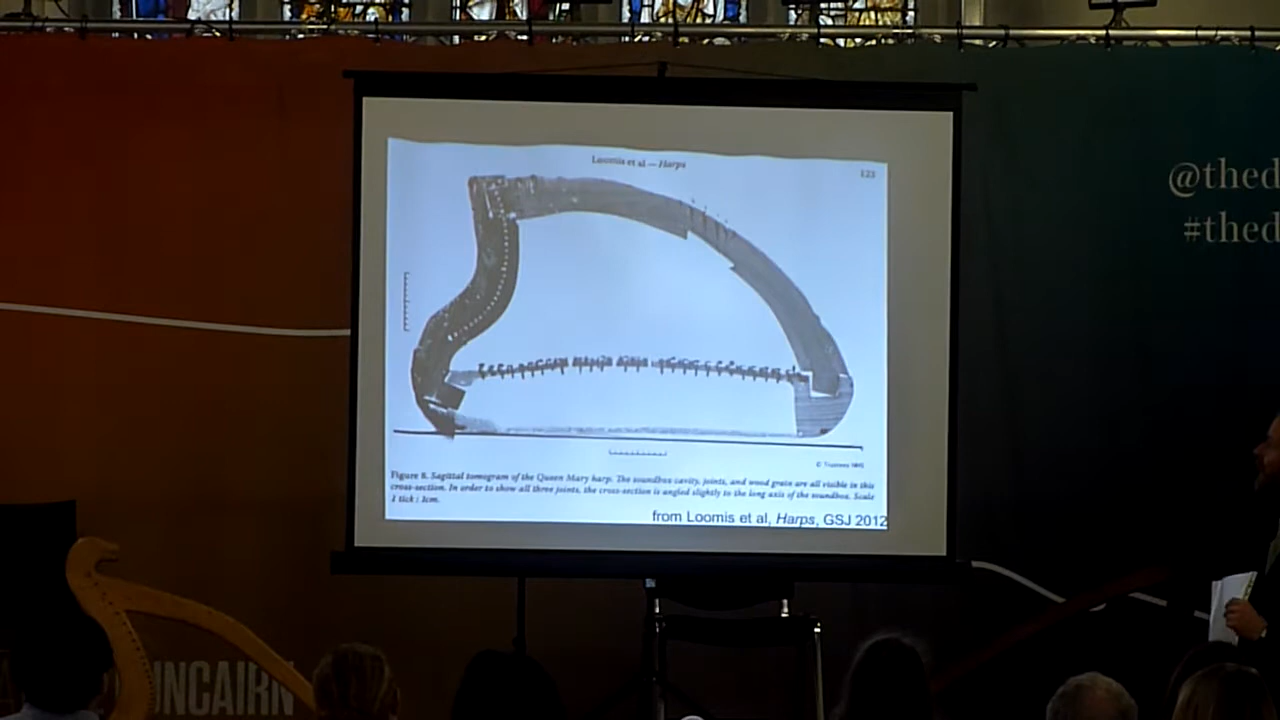 Loomis et al — Harps
123
© Trustees NMS
Figure 8. Sagittal tomogram of the Queen Mary harp. The soundbox cavity, joints, and wood grain are all visible in this
cross-section. In order to show all three joints, the cross-section is angled slightly to the long axis of the soundbox. Scale
1 tick : 1cm.
from Loomis et al, Harps, GSJ 2012
@thed
#thed
UNCAIRN